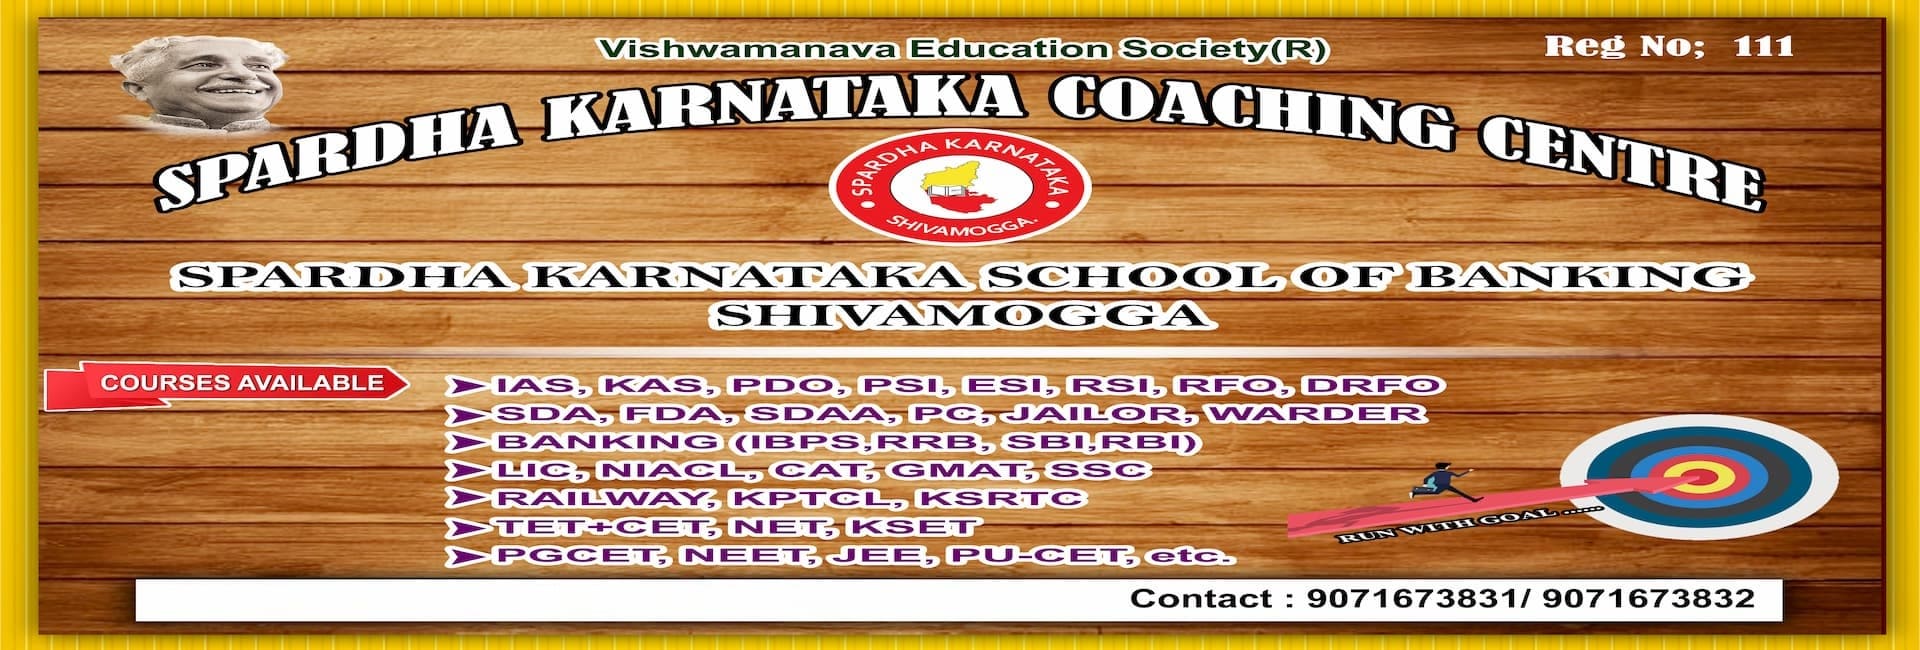 Vishwamanava Education Society(R)
Reg No; 111
SPARDHA KARNATAKA COACHING CENTRE
SPARDHA KARNATAKA
SHIVAMOGGA.
SPARDHA KARNATAKA SCHOOL OF BANKING
SHIVAMOGGA
COURSES AVAILABLE
➤IAS, KAS, PDO, PSI, ESI, RSI, RFO, DRFO
➤SDA, FDA, SDAA, PC, JAILOR, WARDER
➤BANKING (IBPS,RRB, SBI,RBI)
➤LIC, NIACL, CAT, GMAT, SSC
➤RAILWAY, KPTCL, KSRTC
➤TET+CET, NET, KSET
➤PGCET, NEET, JEE, PU-CET, etc.
RUN WITH GOAL ......
Contact : 9071673831/ 9071673832